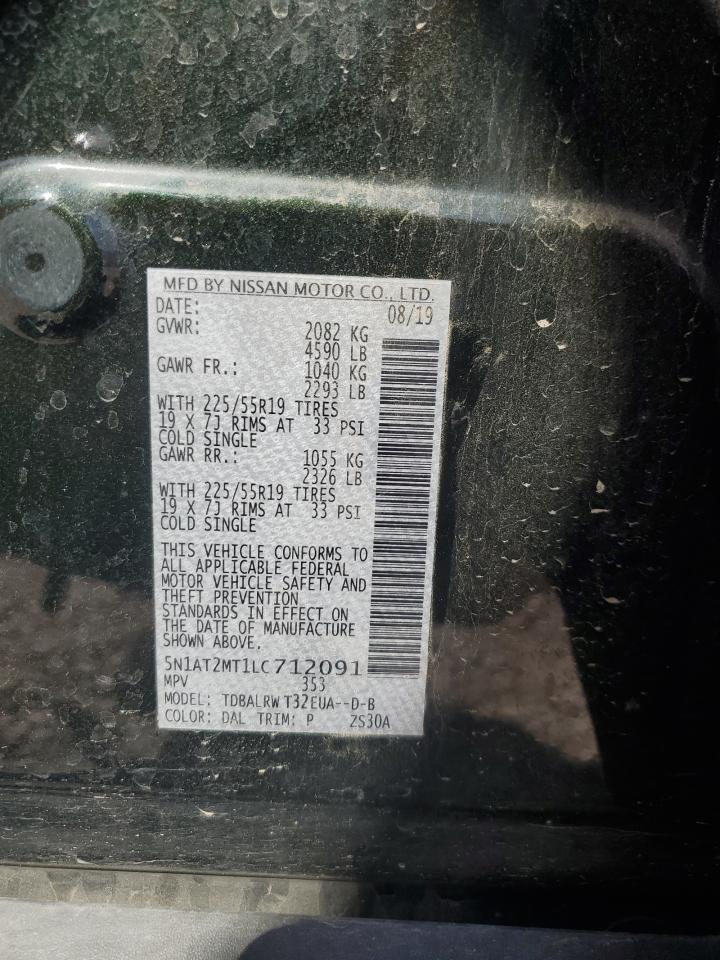 MFD BY NISSAN MOTOR CO., LTD.
DATE: 08/19
GVWR: 2082 KG
4590 LB
GAWR FR.: 1040 KG
2293 LB
WITH 225/55R19 TIRES
19 X 7J RIMS AT 33 PSI
COLD SINGLE
GAWR RR.: 1055 KG
2326 LB
WITH 225/55R19 TIRES
19 X 7J RIMS AT 33 PSI
COLD SINGLE
THIS VEHICLE CONFORMS TO
ALL APPLICABLE FEDERAL
MOTOR VEHICLE SAFETY AND
THEFT PREVENTION
STANDARDS IN EFFECT ON
THE DATE OF MANUFACTURE
SHOWN ABOVE.
5N1AT2MT1LC712091
MPV 353
MODEL: TDBALRW T32EUA--D-B
COLOR: DAL TRIM: P ZS30A